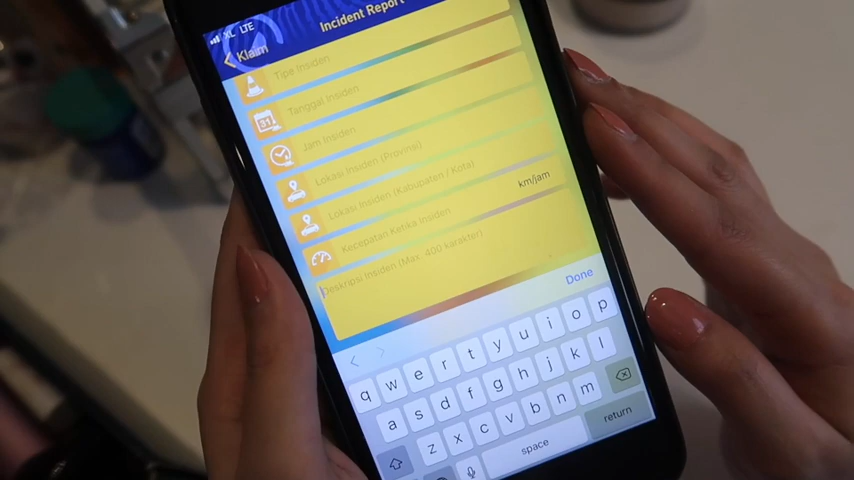 XL LTE
Incident Report
Klaim
Tipe Insiden
31
Tanggal Insiden
Jam Insiden
Lokasi Insiden (Provinsi)
Lokasi Insiden (Kabupaten / Kota)
Kecepatan Ketika Insiden km/jam
Deskripsi Insiden (Max. 400 karakter)
Done
q w e r t y u i o p
a s d f g h j k l
z x c v b n m
space return